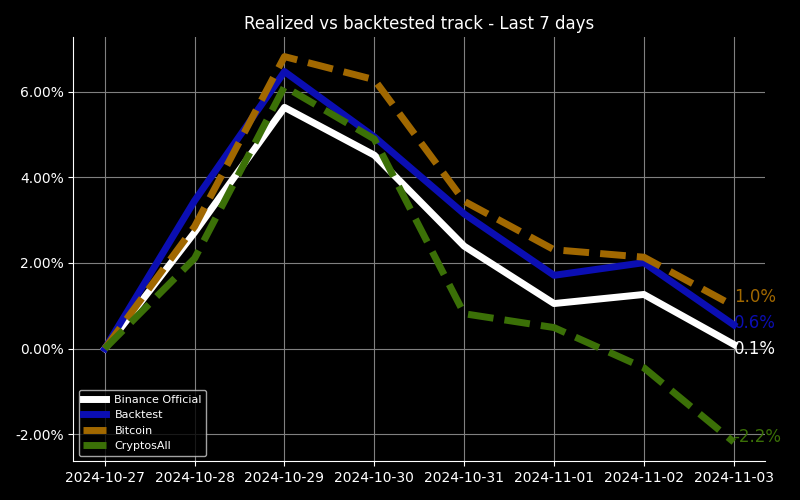 Realized vs backtested track - Last 7 days
6.00%
4.00%
2.00%
0.00%
-2.00%
1.0%
0.6%
0.1%
-2.2%
Binance Official
Backtest
Bitcoin
CryptosAll
2024-10-27 2024-10-28 2024-10-29 2024-10-30 2024-10-31 2024-11-01 2024-11-02 2024-11-03